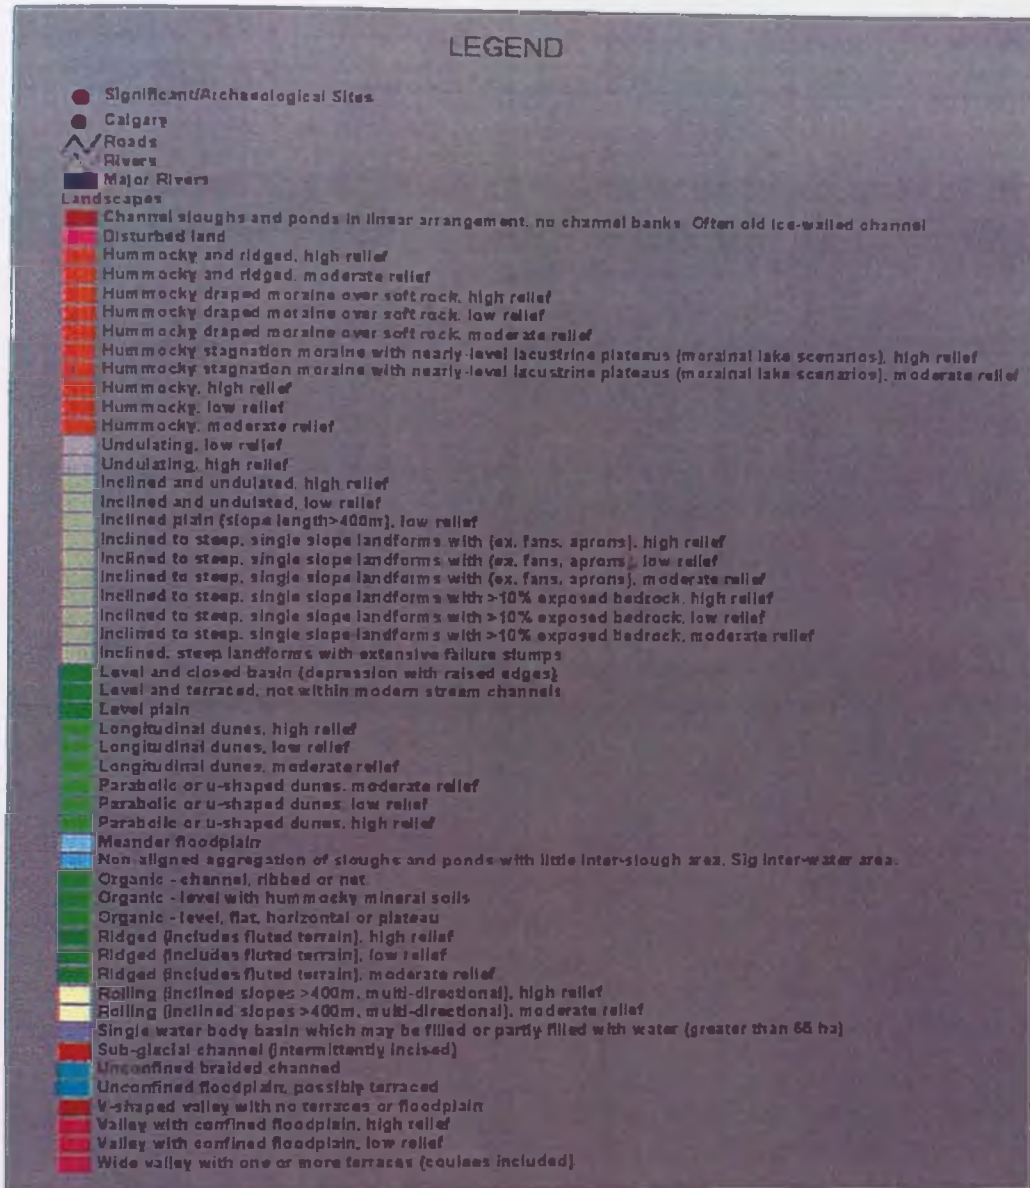 LEGEND
Significant/Archaeological Sites
Calgary
Roads
Rivers
Major Rivers
Landscapes
Channel sloughs and ponds in linear arrangement, no channel banks. Often old ice-walled channel
Disturbed land
Hummocky and ridged, high relief
Hummocky and ridged, moderate relief
Hummocky draped moraine over soft rock, high relief
Hummocky draped moraine over soft rock, low relief
Hummocky draped moraine over soft rock, moderate relief
Hummocky stagnation moraine with nearly-level lacustrine plateaus (morainal lake scenarios), high relief
Hummocky stagnation moraine with nearly-level lacustrine plateaus (morainal lake scenarios), moderate relief
Hummocky, high relief
Hummocky, low relief
Hummocky, moderate relief
Undulating, low relief
Undulating, high relief
Inclined and undulated, high relief
Inclined and undulated, low relief
Inclined plain (slope length>400m), low relief
Inclined to steep, single slope landforms with (ex. fans, aprons), high relief
Inclined to steep, single slope landforms with (ex. fans, aprons), low relief
Inclined to steep, single slope landforms with (ex. fans, aprons), moderate relief
Inclined to steep, single slope landforms with >10% exposed bedrock, high relief
Inclined to steep, single slope landforms with >10% exposed bedrock, low relief
Inclined to steep, single slope landforms with >10% exposed bedrock, moderate relief
Inclined, steep landforms with extensive failure slumps
Level and closed basin (depression with raised edges)
Level and terraced, not within modern stream channels
Level plain
Longitudinal dunes, high relief
Longitudinal dunes, low relief
Longitudinal dunes, moderate relief
Parabolic or u-shaped dunes, moderate relief
Parabolic or u-shaped dunes, low relief
Parabolic or u-shaped dunes, high relief
Meander floodplain
Non-aligned aggregation of sloughs and ponds with little inter-slough area, Sig inter-water area.
Organic - channel, ribbed or net
Organic - level with hummocky mineral soils
Organic - level, flat, horizontal or plateau
Ridged (includes fluted terrain), high relief
Ridged (includes fluted terrain), low relief
Ridged (includes fluted terrain), moderate relief
Rolling (inclined slopes >400m, multi-directional), high relief
Rolling (inclined slopes >400m, multi-directional), moderate relief
Single water body basin which may be filled or partly filled with water (greater than 65 ha)
Sub-glacial channel (intermittently incised)
Unconfined braided channed
Unconfined floodplain, possibly terraced
V-shaped valley with no terraces or floodplain
Valley with confined floodplain, high relief
Valley with confined floodplain, low relief
Wide valley with one or more terraces (coulees included)